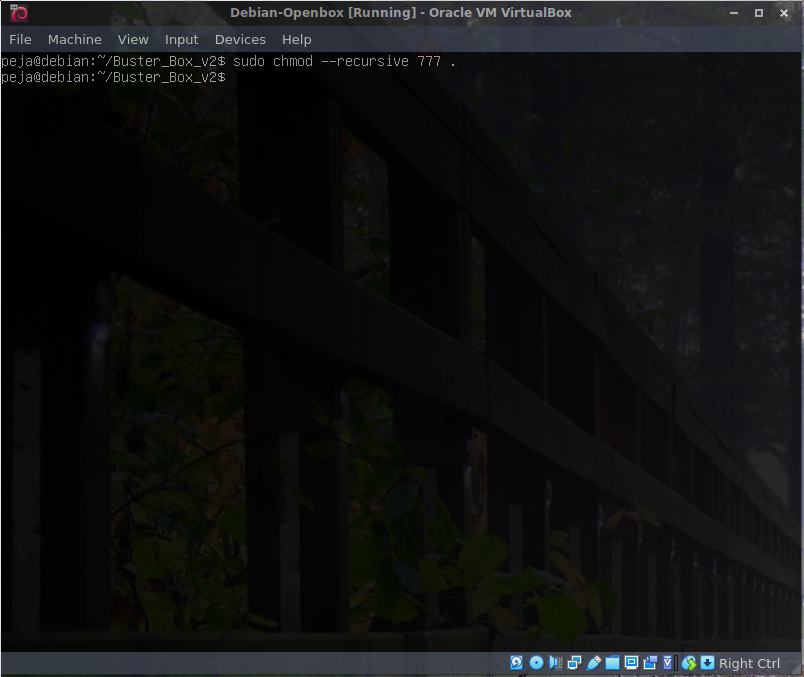 Debian-Openbox [Running] - Oracle VM VirtualBox
File Machine View Input Devices Help
peja@debian:~/Buster_Box_v2$ sudo chmod --recursive 777 .
peja@debian:~/Buster_Box_v2$
Right Ctrl